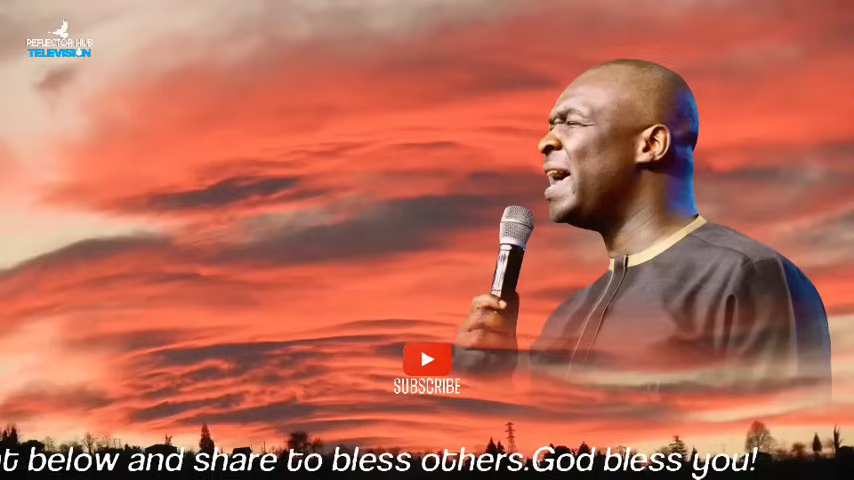 REFLECTOR HUB
TELEVISION
SUBSCRIBE
t below and share to bless others.God bless you!